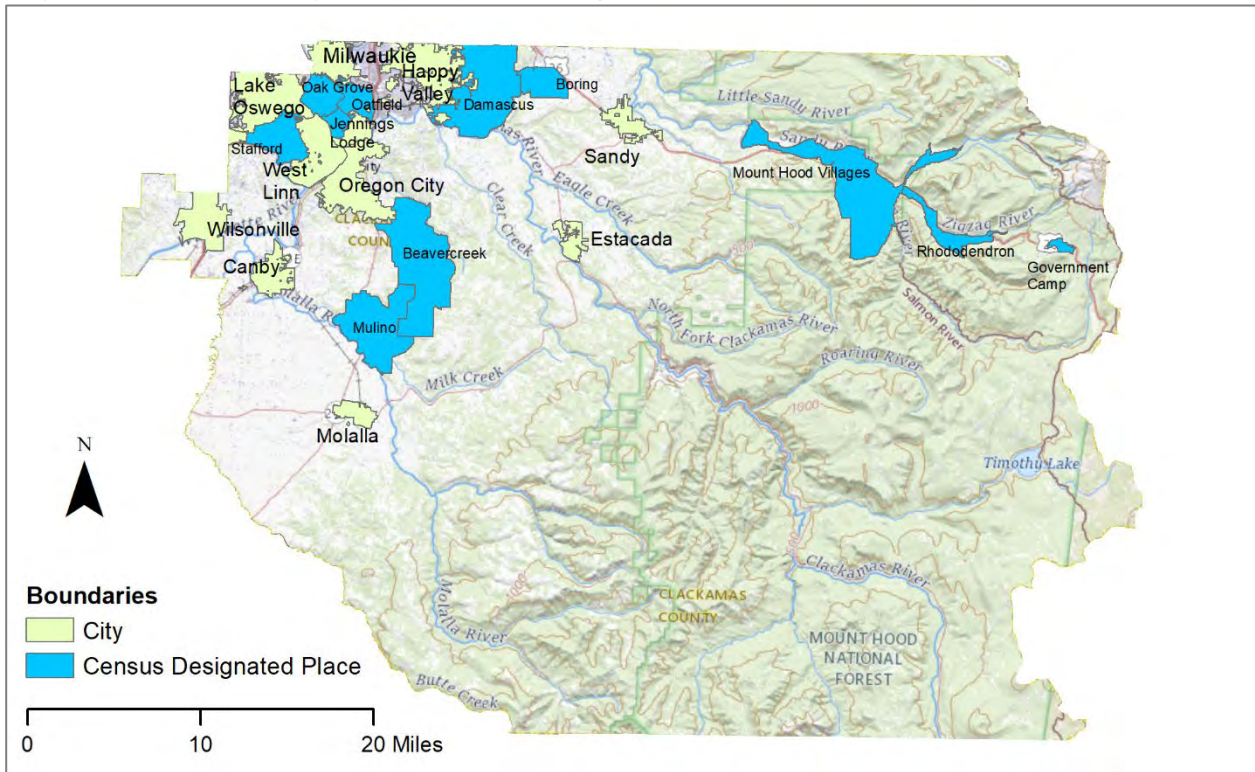 Milwaukie
Happy
Valley
Lake
Oswego
Oak Grove
Oatfield
Jennings
Lodge
Damascus
Boring
Little Sandy River
Sandy
Stafford
West
Linn
Oregon City
Mount Hood Villages
Eagle Creek
Clear Creek
Zigzag River
River
Rhododendron
Government
Camp
Wilsonville
Canby
Beavercreek
Estacada
COUN
Mulino
Salmon River
North
Fork Clackamas River
Roaring River
Milk Creek
1000
Molalla
N
Timothy Lake
Clackamas River
CLACKAMAS
COUNTY
Molalla River
MOUNT HOOD
NATIONAL
FOREST
Butte Creek
Boundaries
City
Census Designated Place
0 10 20 Miles